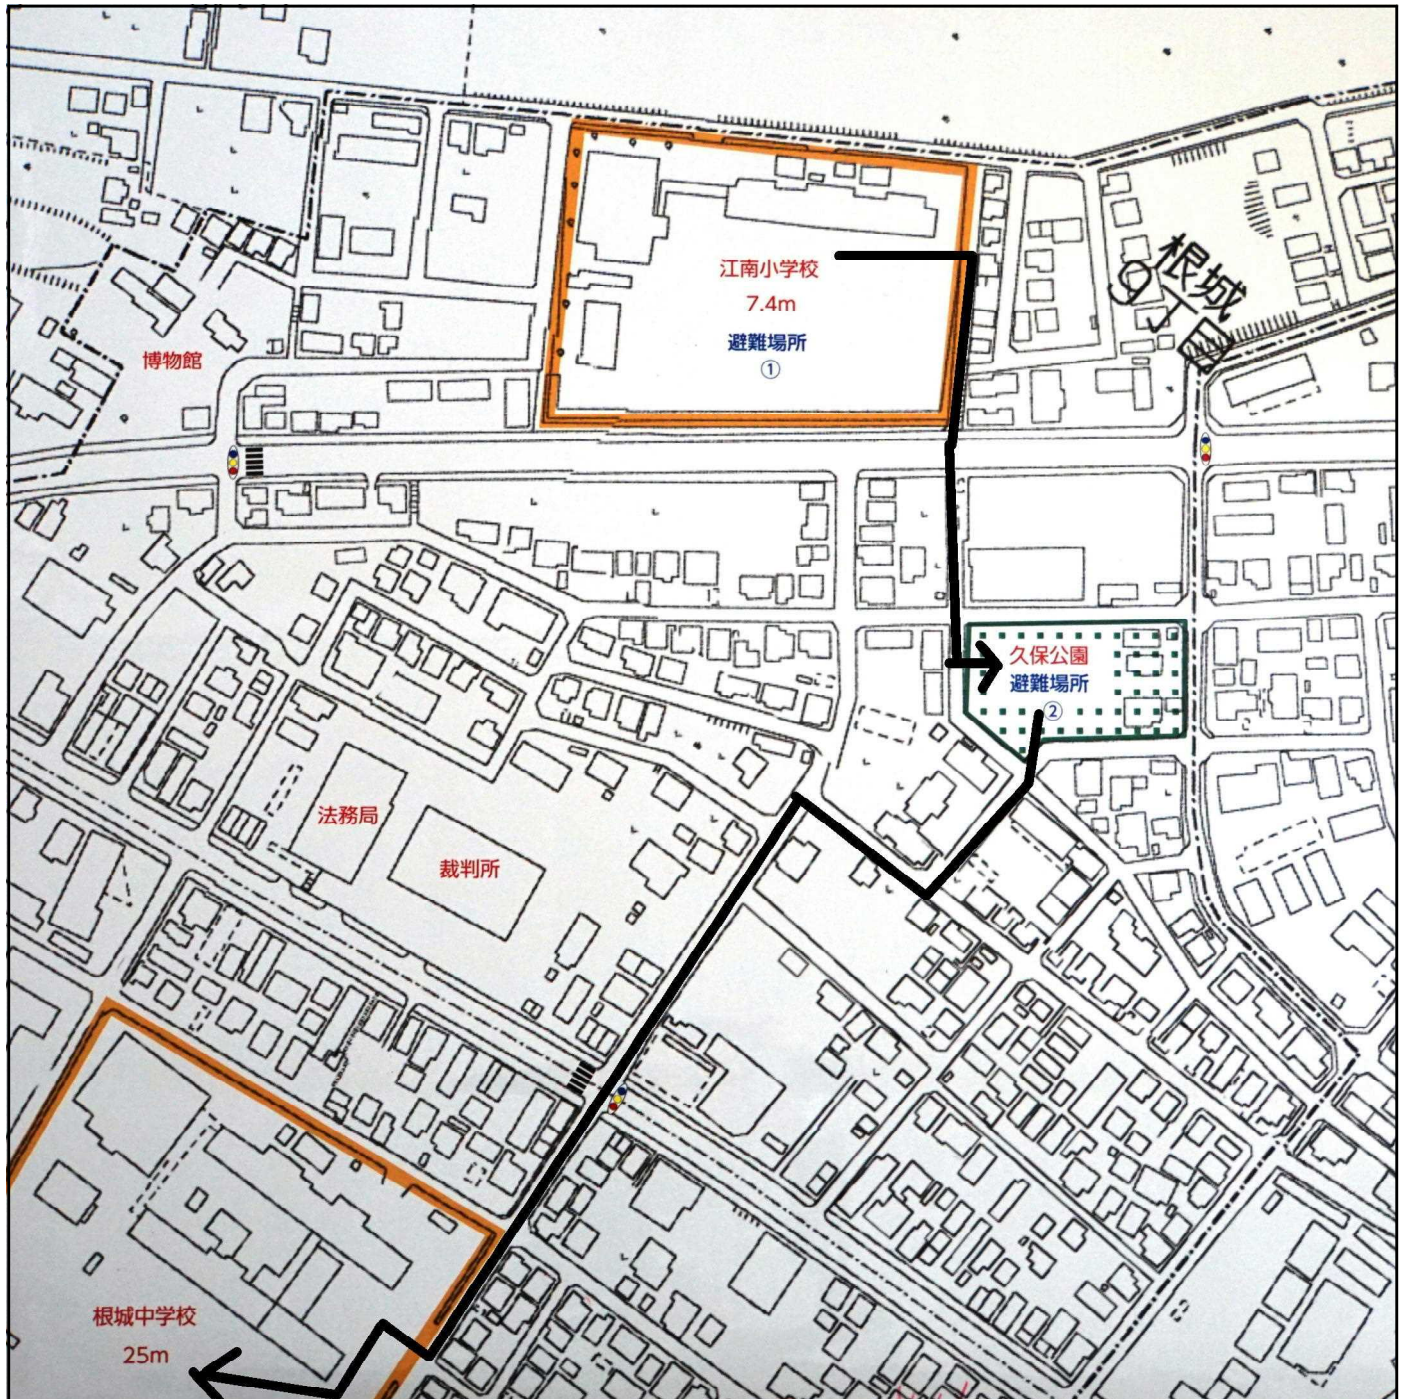 江南小学校
7.4m
避難場所
①
根城
9丁目
博物館
久保公園
避難場所
②
法務局
裁判所
根城中学校
25m